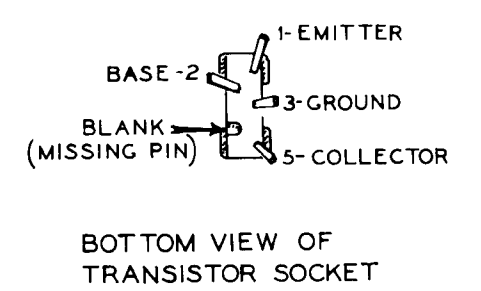 1-EMITTER
BASE-2
3-GROUND
BLANK
(MISSING PIN)
5-COLLECTOR
BOTTOM VIEW OF
TRANSISTOR SOCKET